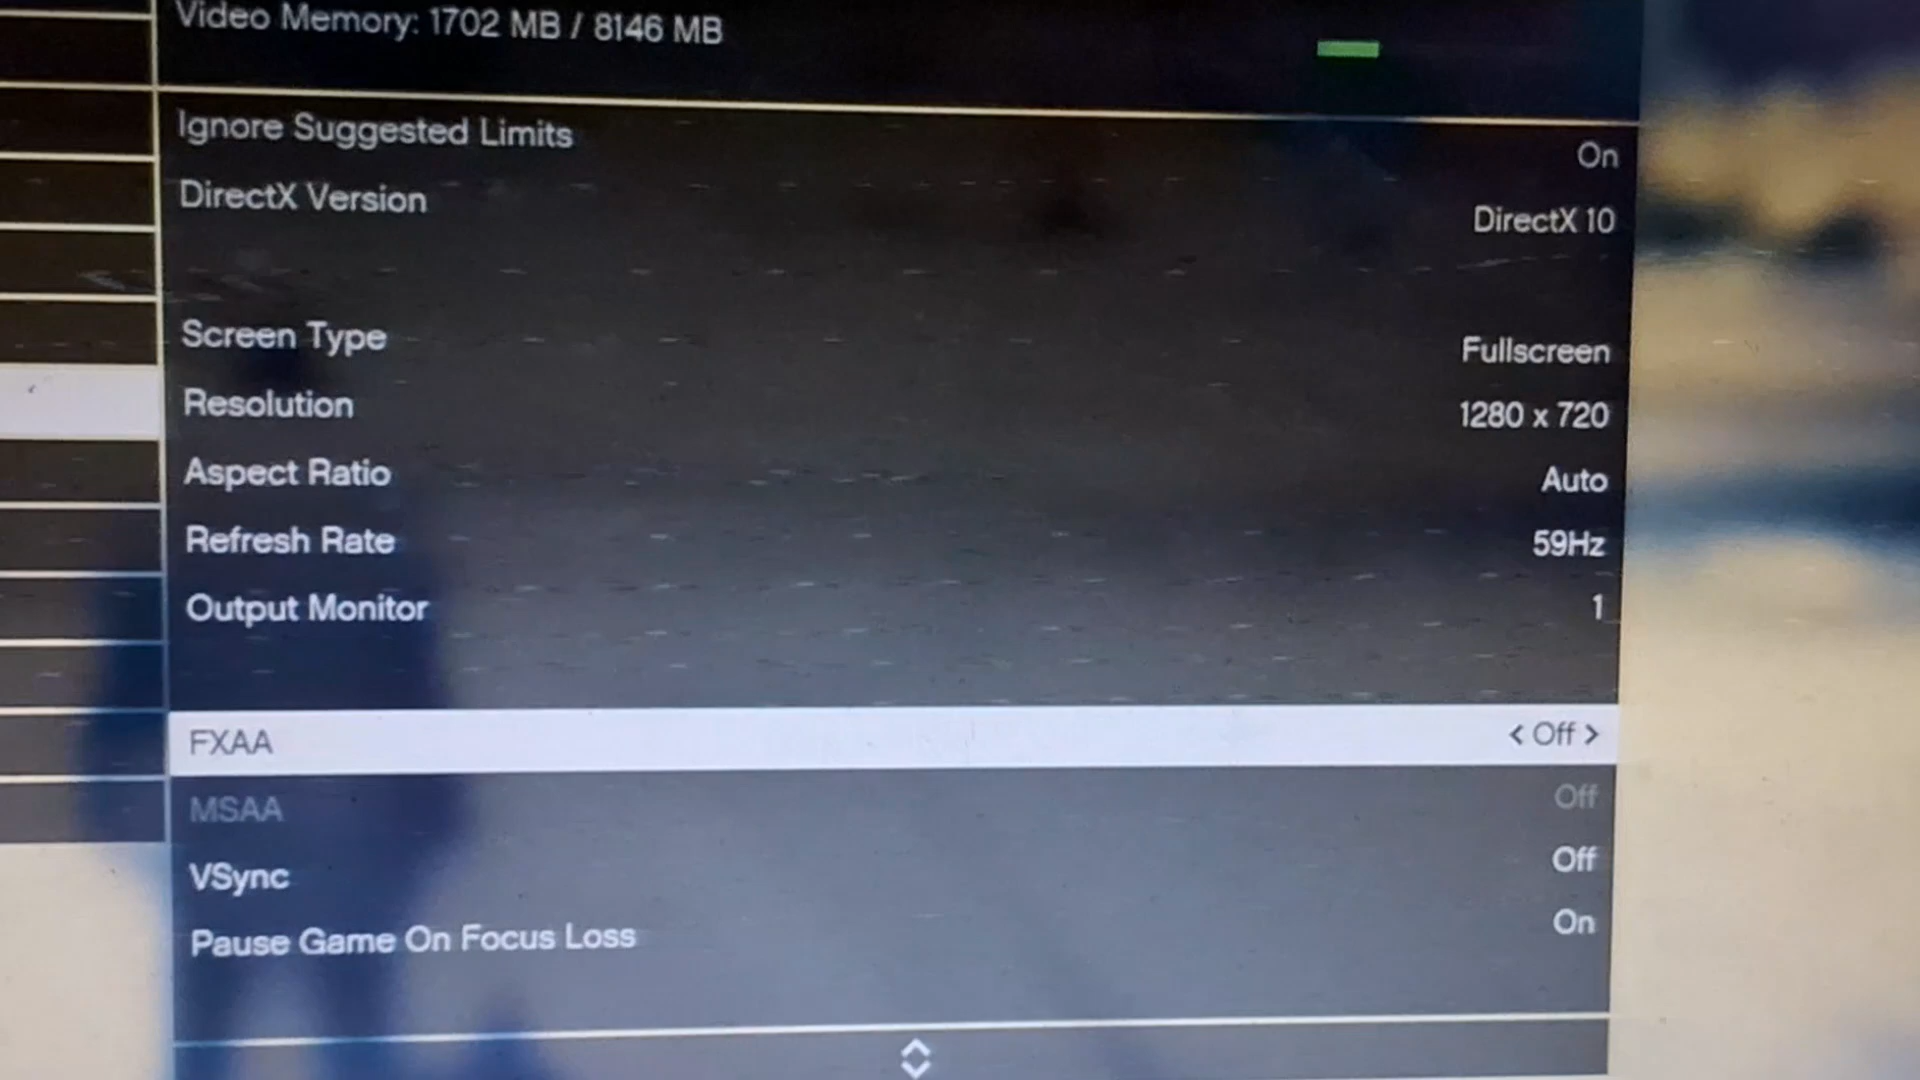 Video Memory: 1702 MB / 8146 MB
Ignore Suggested Limits On
DirectX Version DirectX 10
Screen Type Fullscreen
Resolution 1280 x 720
Aspect Ratio Auto
Refresh Rate 59Hz
Output Monitor 1
FXAA < Off >
MSAA Off
VSync Off
Pause Game On Focus Loss On